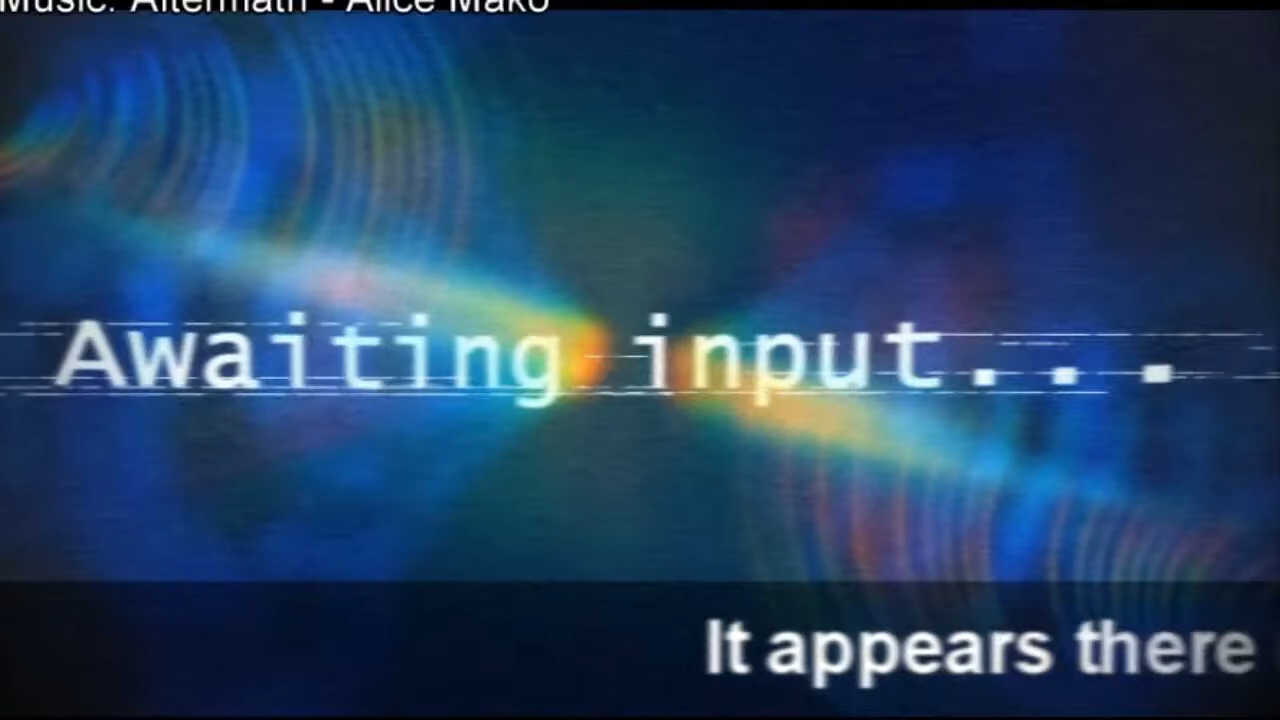 Music: Aftermath - Alice Mako
Awaiting input...
It appears there